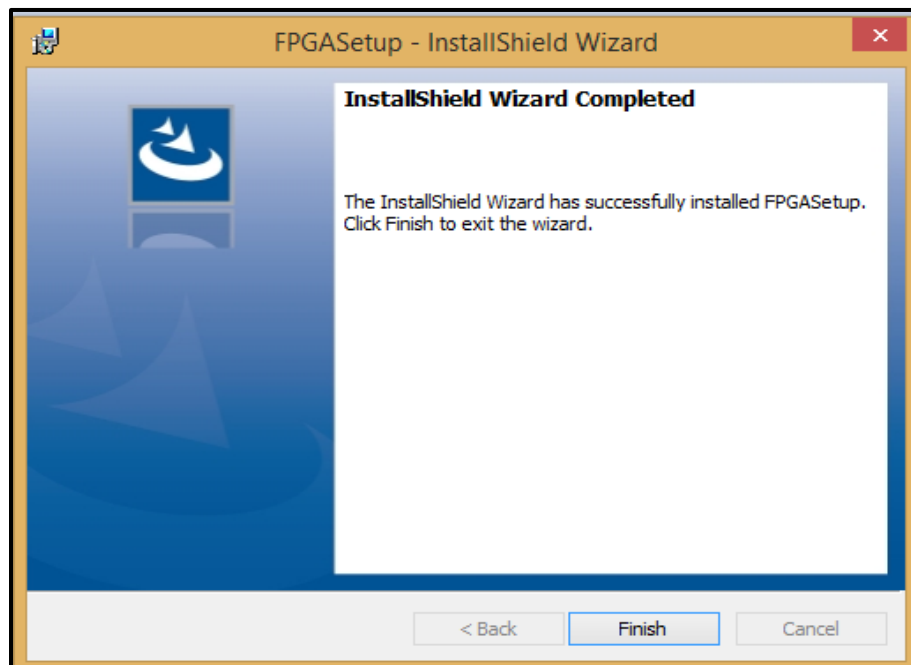 FPGASetup - InstallShield Wizard
InstallShield Wizard Completed
The InstallShield Wizard has successfully installed FPGASetup.
Click Finish to exit the wizard.
< Back
Finish
Cancel